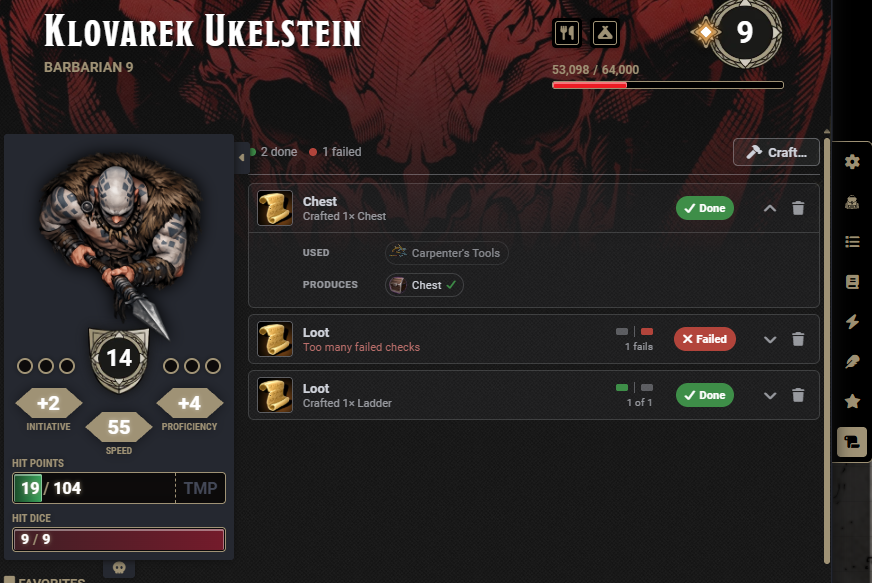 Klovarek Ukelstein
BARBARIAN 9
9
53,098 / 64,000
2 done 1 failed
Craft...
Chest
Crafted 1× Chest
Done
USED
Carpenter's Tools
PRODUCES
Chest
Loot
Too many failed checks
1 fails
Failed
Loot
Crafted 1× Ladder
1 of 1
Done
14
+2
INITIATIVE
55
SPEED
+4
PROFICIENCY
HIT POINTS
19 / 104
TMP
HIT DICE
9 / 9
FAVORITES